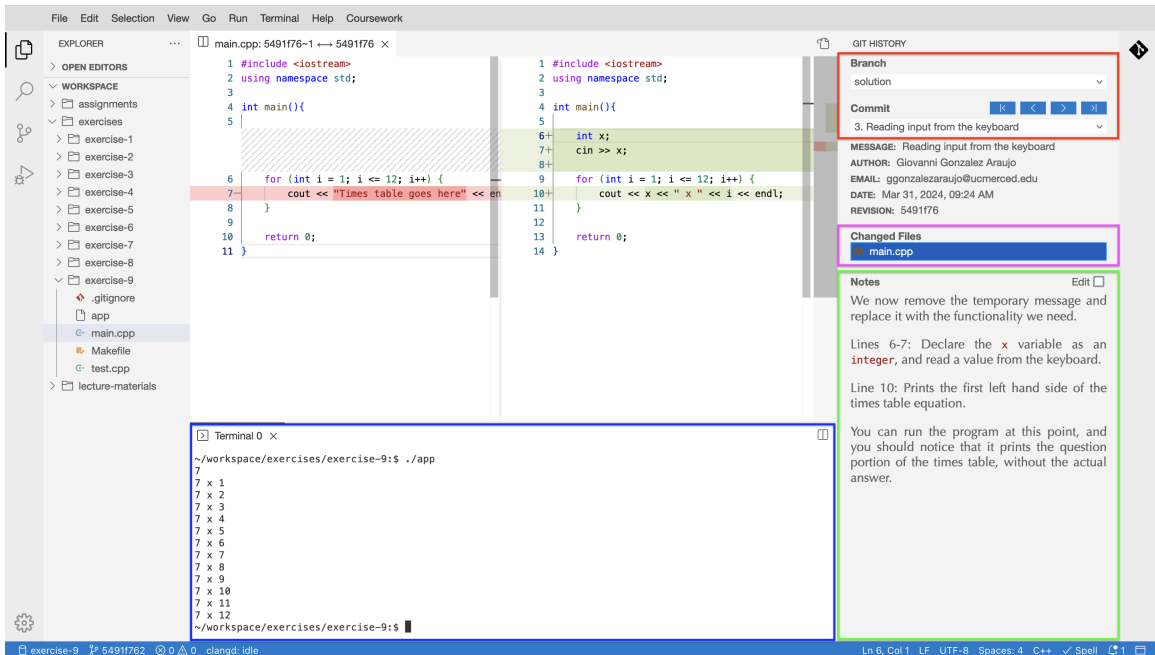 File Edit Selection View Go Run Terminal Help Coursework
EXPLORER ...
OPEN EDITORS
WORKSPACE
assignments
exercises
exercise-1
exercise-2
exercise-3
exercise-4
exercise-5
exercise-6
exercise-7
exercise-8
exercise-9
.gitignore
app
main.cpp
Makefile
test.cpp
lecture-materials
main.cpp: 5491f76~1 ⟷ 5491f76 ×
1 #include <iostream>
2 using namespace std;
3
4 int main(){
5
6 for (int i = 1; i <= 12; i++) {
7- cout << "Times table goes here" << en
8 }
9
10 return 0;
11 }
1 #include <iostream>
2 using namespace std;
3
4 int main(){
5
6+ int x;
7+ cin >> x;
8+
9 for (int i = 1; i <= 12; i++) {
10+ cout << x << " x " << i << endl;
11 }
12
13 return 0;
14 }
Terminal 0 ×
~/workspace/exercises/exercise-9:$ ./app
7
7 x 1
7 x 2
7 x 3
7 x 4
7 x 5
7 x 6
7 x 7
7 x 8
7 x 9
7 x 10
7 x 11
7 x 12
~/workspace/exercises/exercise-9:$
GIT HISTORY
Branch
solution
Commit
3. Reading input from the keyboard
MESSAGE: Reading input from the keyboard
AUTHOR: Giovanni Gonzalez Araujo
EMAIL: ggonzalezaraujo@ucmerced.edu
DATE: Mar 31, 2024, 09:24 AM
REVISION: 5491f76
Changed Files
M main.cpp
Notes Edit
We now remove the temporary message and
replace it with the functionality we need.
Lines 6-7: Declare the x variable as an
integer, and read a value from the keyboard.
Line 10: Prints the first left hand side of the
times table equation.
You can run the program at this point, and
you should notice that it prints the question
portion of the times table, without the actual
answer.
exercise-9 5491f762 0 0 clangd: idle
Ln 6, Col 1 LF UTF-8 Spaces: 4 C++ Spell 1